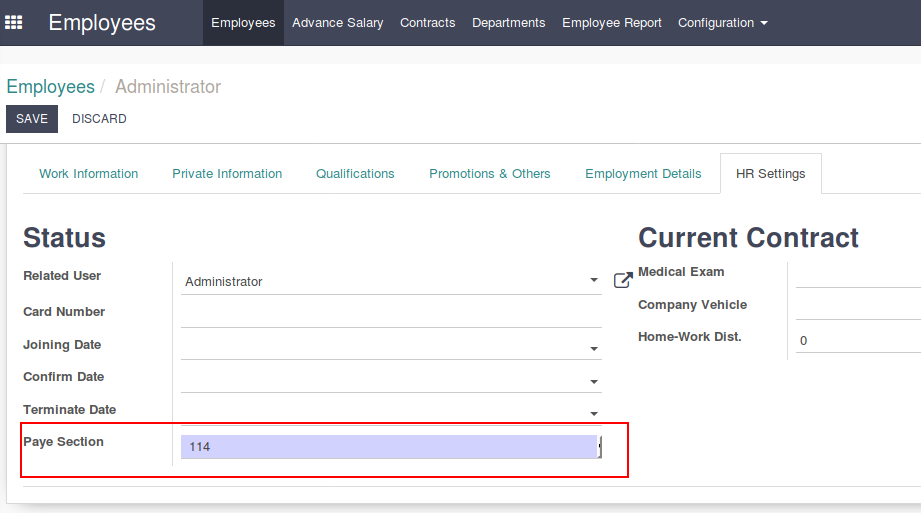 Employees Employees Advance Salary Contracts Departments Employee Report Configuration
Employees / Administrator
SAVE DISCARD
Work Information Private Information Qualifications Promotions & Others Employment Details HR Settings
Status Current Contract
Related User Administrator Medical Exam
Card Number Company Vehicle
Joining Date Home-Work Dist. 0
Confirm Date
Terminate Date
Paye Section 114